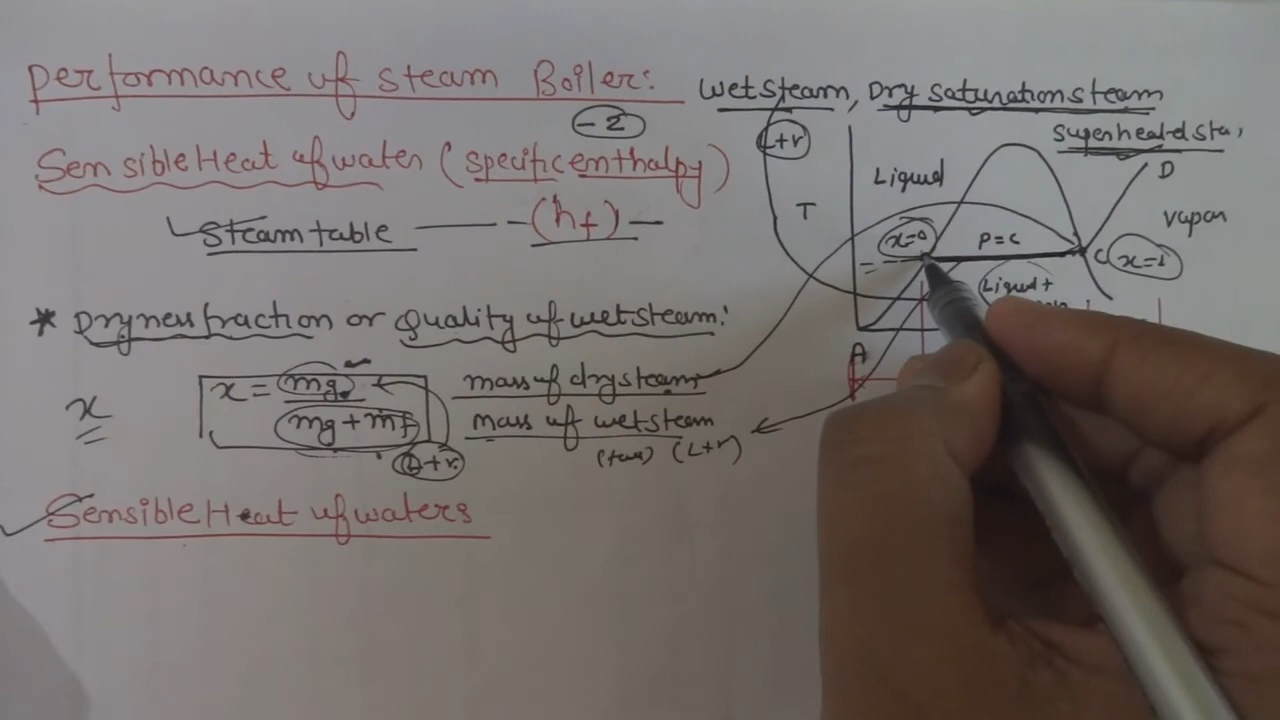 Performance of steam Boiler:
-2
Sensible Heat of water (specific enthalpy)
Steam table — (hf) —
* Dryness fraction or quality of wet steam:
x
x = mg / mg + mf
mass of dry steam
mass of wet steam
(L+v)
(L+v)
Sensible Heat of waters
Wet steam, Dry saturation steam
L+v
Superheated
Liquid
T
x=0
P=c
D
vapour
C
x=1
Liquid +
A